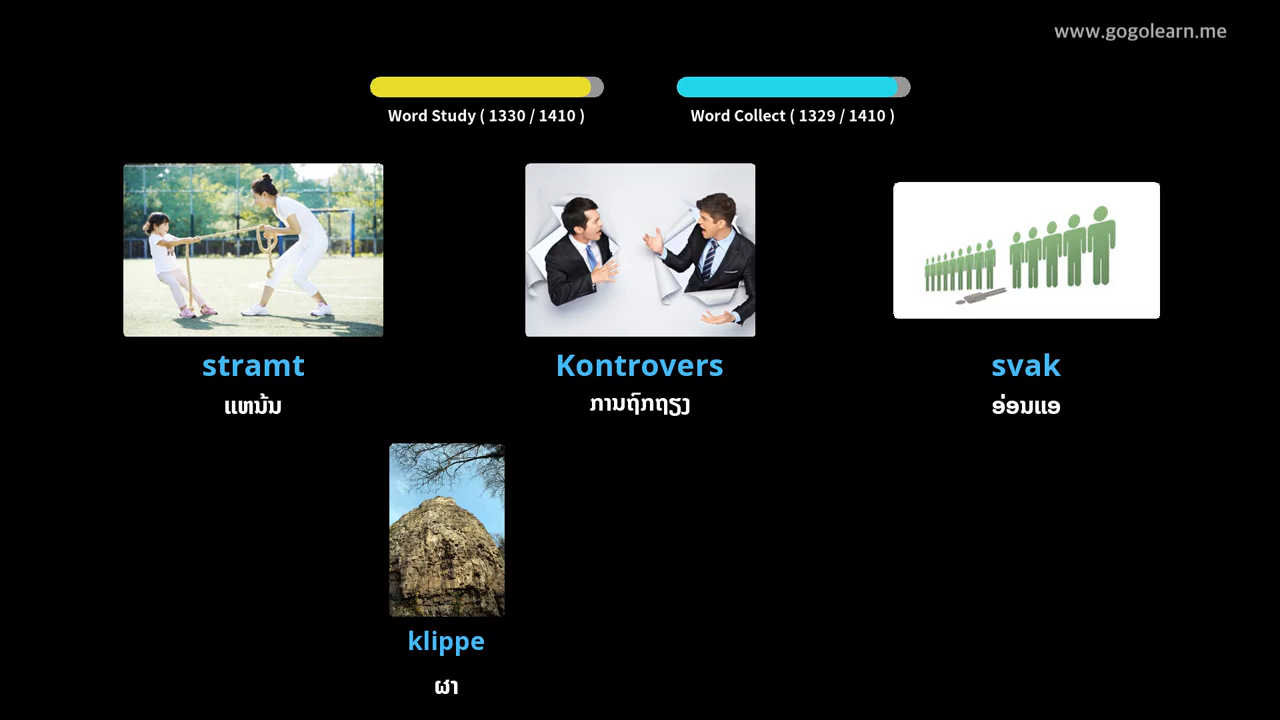 www.gogolearn.me
Word Study ( 1330 / 1410 )
Word Collect ( 1329 / 1410 )
stramt
ແຫນ້ນ
Kontrovers
ການຖົກຖຽງ
svak
ອ່ອນແອ
klippe
ຜາ